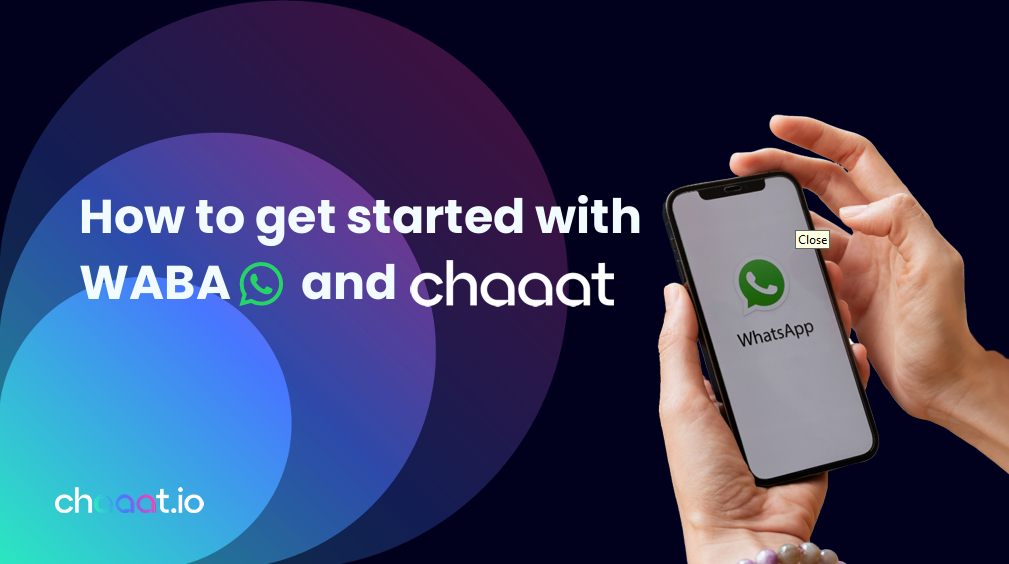 How to get started with
WABA and chaaat
Close
WhatsApp
chaaat.io